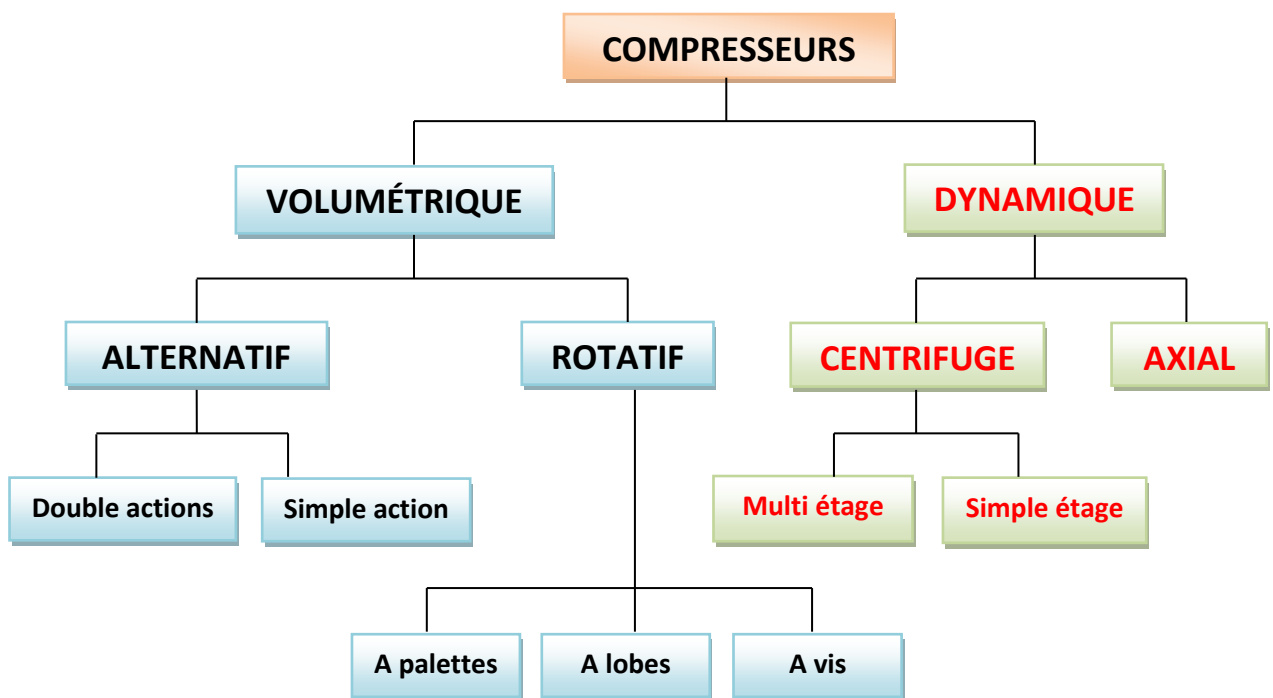 COMPRESSEURS
VOLUMÉTRIQUE
DYNAMIQUE
ALTERNATIF
ROTATIF
CENTRIFUGE
AXIAL
Double actions
Simple action
Multi étage
Simple étage
A palettes
A lobes
A vis